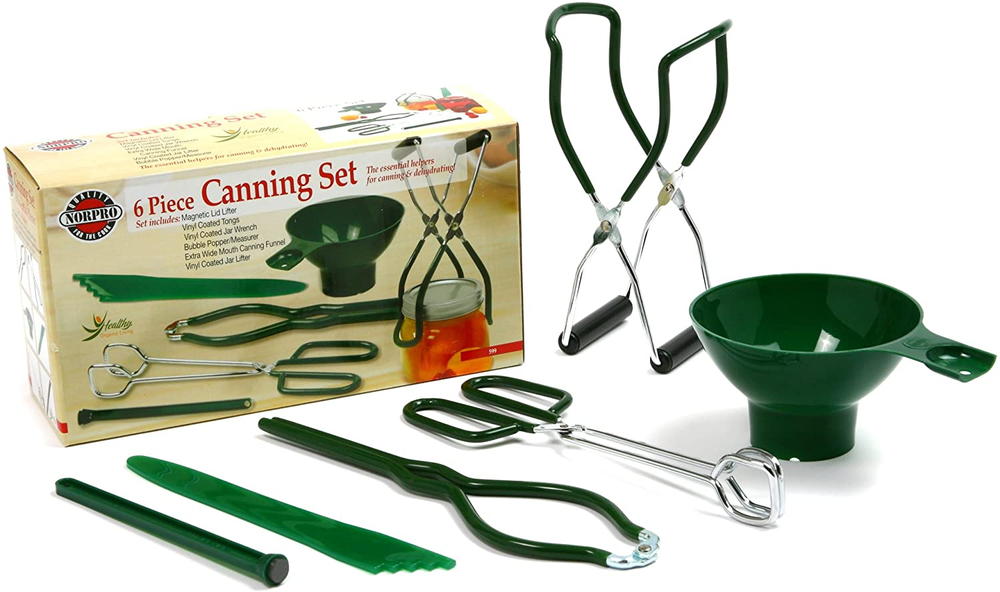 Canning Set
6 Piece Set
Set includes:
Magnetic Lid Lifter
Vinyl Coated Tongs
Vinyl Coated Jar Wrench
Extra Wide Mouth
Canning Funnel
Vinyl Coated Jar Lifter
Bubble Popper/Measurer
The essential helpers for canning & dehydrating!
Healthy
Organic Living
NORPRO
Canning Set
QUALITY
NORPRO
FOR THE COOK
6 Piece Canning Set
The essential helpers
for canning & dehydrating!
Set includes: Magnetic Lid Lifter
Vinyl Coated Tongs
Vinyl Coated Jar Wrench
Bubble Popper/Measurer
Extra Wide Mouth Canning Funnel
Vinyl Coated Jar Lifter
Healthy
Organic Living
599